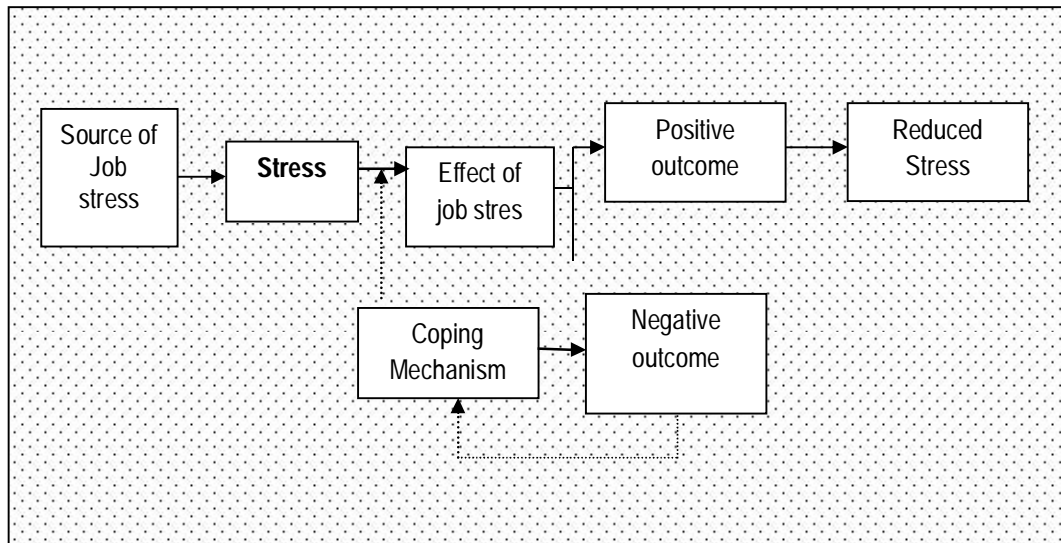 Source of
Job
stress
Stress
Effect of
job stres
Positive
outcome
Reduced
Stress
Coping
Mechanism
Negative
outcome